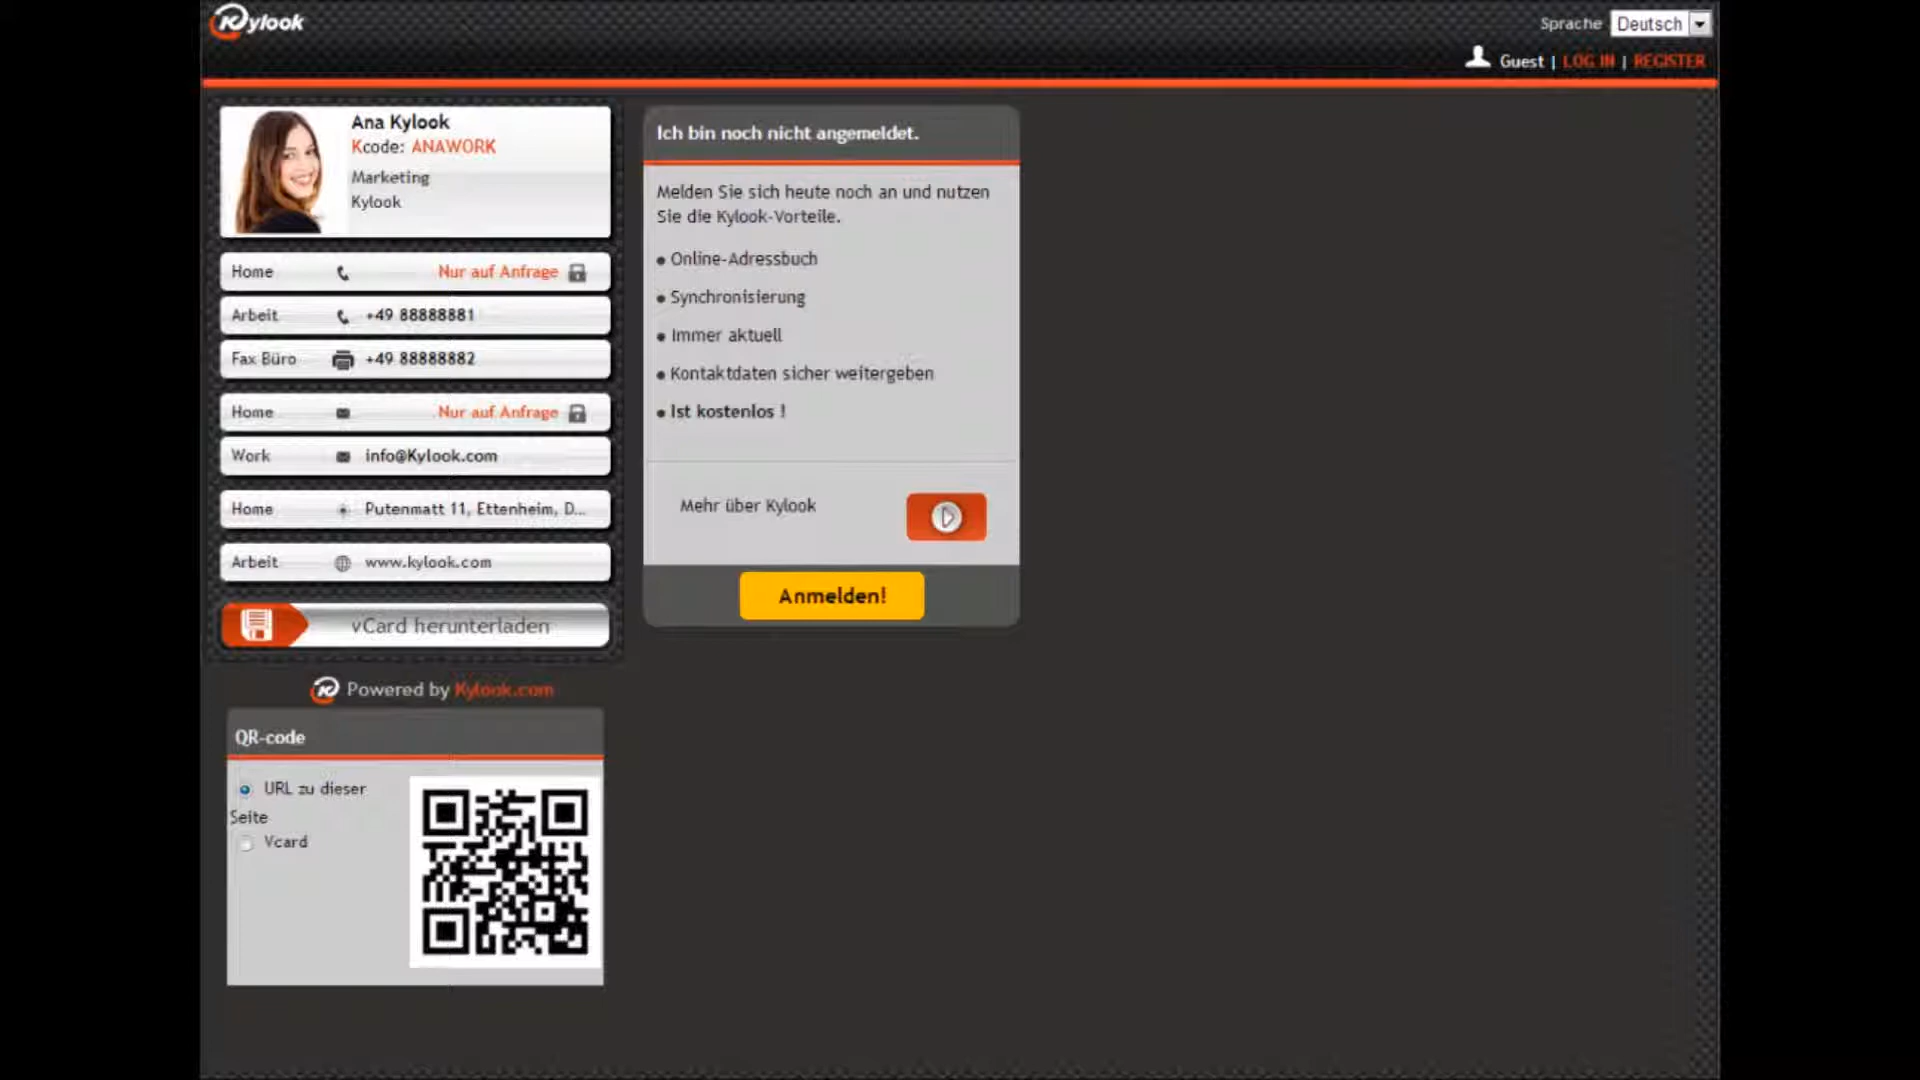 Kylook
Sprache Deutsch
Guest | LOG IN | REGISTER
Ana Kylook
Kcode: ANAWORK
Marketing
Kylook
Home Nur auf Anfrage
Arbeit +49 88888881
Fax Büro +49 88888882
Home Nur auf Anfrage
Work info@Kylook.com
Home Putenmatt 11, Ettenheim, D...
Arbeit www.kylook.com
vCard herunterladen
Powered by Kylook.com
QR-code
URL zu dieser
Seite
Vcard
Ich bin noch nicht angemeldet.
Melden Sie sich heute noch an und nutzen
Sie die Kylook-Vorteile.
• Online-Adressbuch
• Synchronisierung
• Immer aktuell
• Kontaktdaten sicher weitergeben
• Ist kostenlos !
Mehr über Kylook
Anmelden!